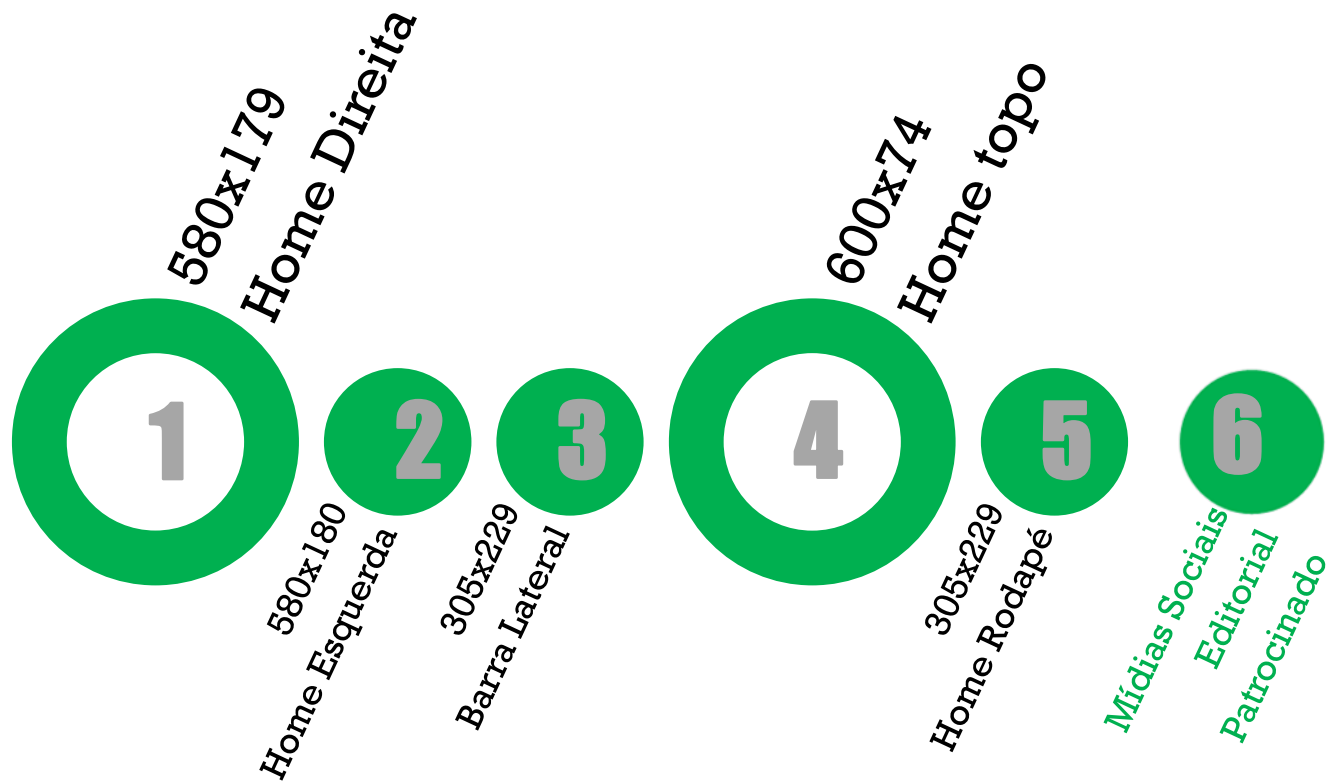 580x179
Home Direita
1
2
580x180
Home Esquerda
3
305x229
Barra Lateral
600x74
Home topo
4
5
305x229
Home Rodapé
6
Mídias Sociais
Editorial
Patrocinado